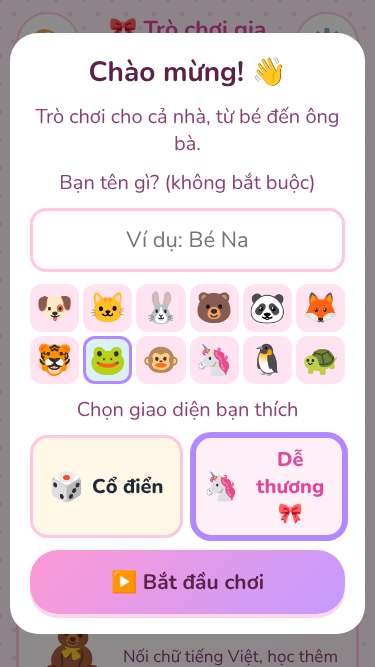 Trò chơi gia
Chào mừng! 👋
Trò chơi cho cả nhà, từ bé đến ông
bà.
Bạn tên gì? (không bắt buộc)
Ví dụ: Bé Na
Chọn giao diện bạn thích
Cổ điển
Dễ
thương
Bắt đầu chơi
Nối chữ tiếng Việt, học thêm